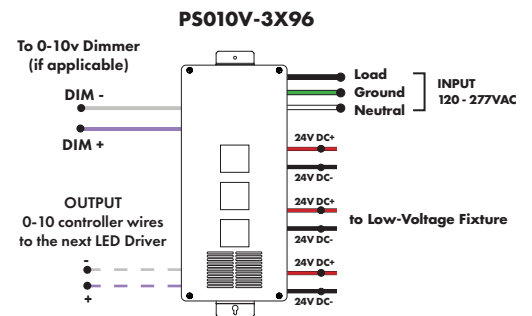 PS010V-3X96
To 0-10v Dimmer
(if applicable)
DIM -
DIM +
OUTPUT
0-10 controller wires
to the next LED Driver
-
+
Load
Ground
Neutral
INPUT
120 - 277VAC
24V DC+
24V DC-
24V DC+
24V DC-
24V DC+
24V DC-
to Low-Voltage Fixture